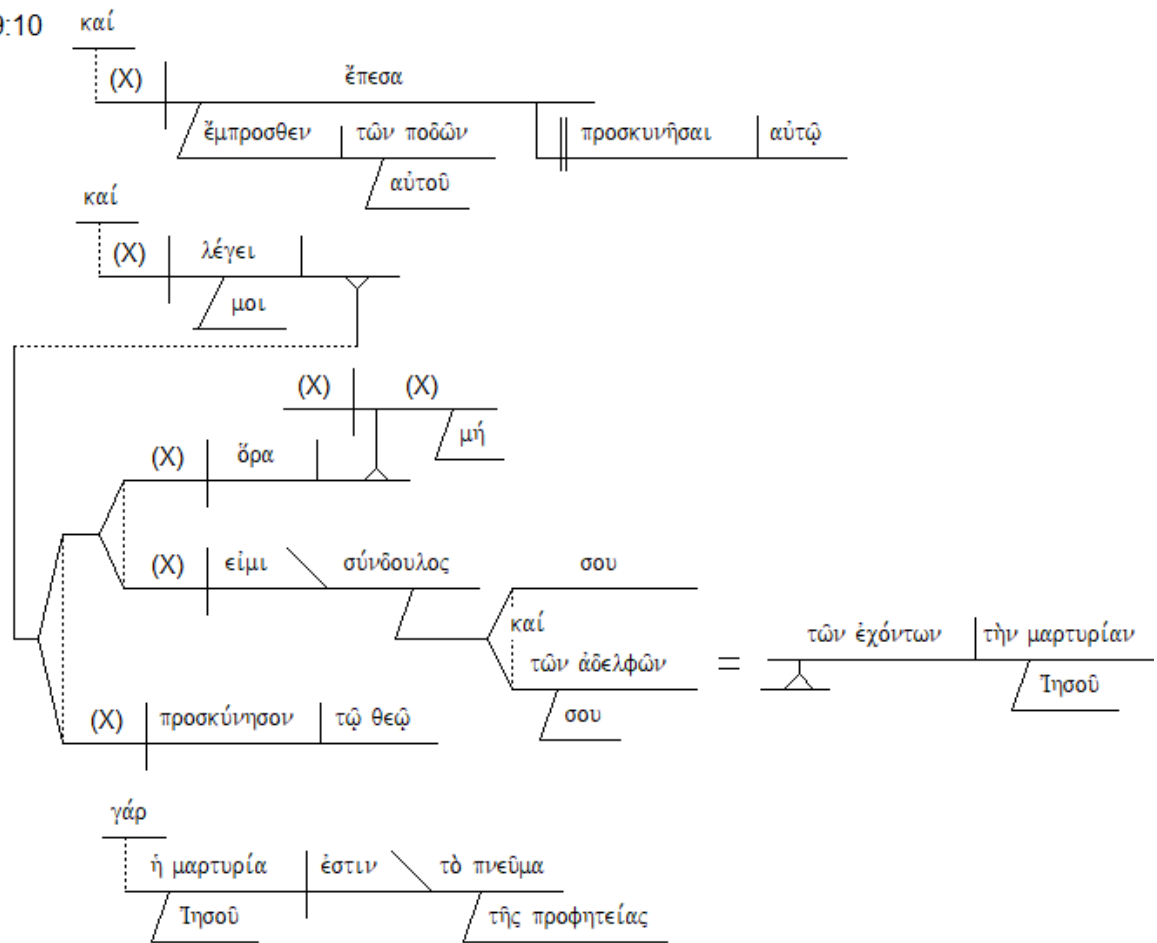 9:10 καί
(X) ἔπεσα
ἔμπροσθεν τῶν ποδῶν προσκυνῆσαι αὐτῷ
αὐτοῦ
καί
(X) λέγει
μοι
(X) (X)
μή
(X) ὅρα
(X) εἰμι σύνδουλος σου
καί
τῶν ἀδελφῶν = τῶν ἐχόντων τὴν μαρτυρίαν
σου Ἰησοῦ
(X) προσκύνησον τῷ θεῷ
γάρ
ἡ μαρτυρία ἐστιν τὸ πνεῦμα
Ἰησοῦ τῆς προφητείας